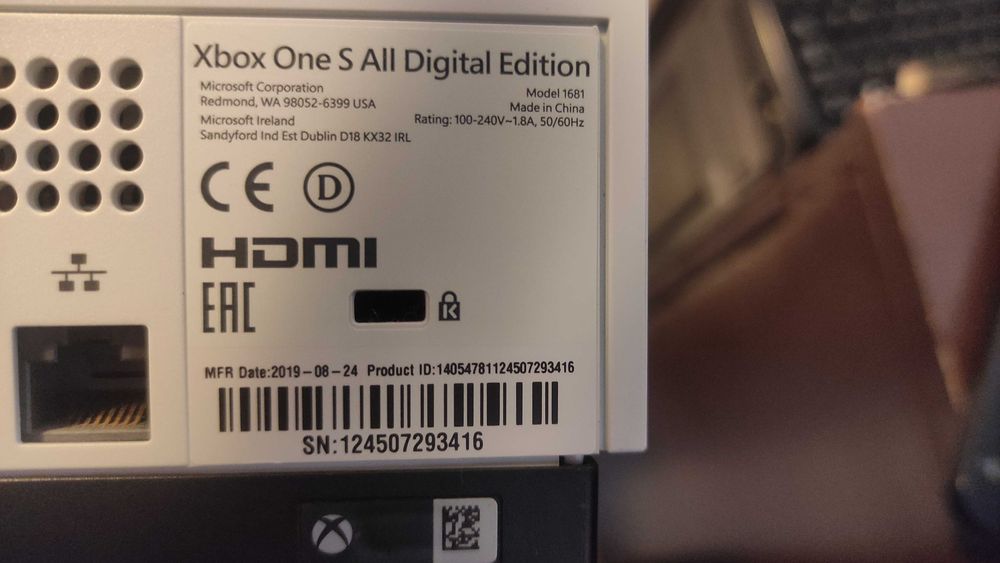 Xbox One S All Digital Edition
Microsoft Corporation
Redmond, WA 98052-6399 USA
Microsoft Ireland
Sandyford Ind Est Dublin D18 KX32 IRL
Model 1681
Made in China
Rating: 100-240V~1.8A, 50/60Hz
CE D
HDMI
EAC
K
MFR Date:2019-08-24 Product ID:14054781124507293416
SN:124507293416